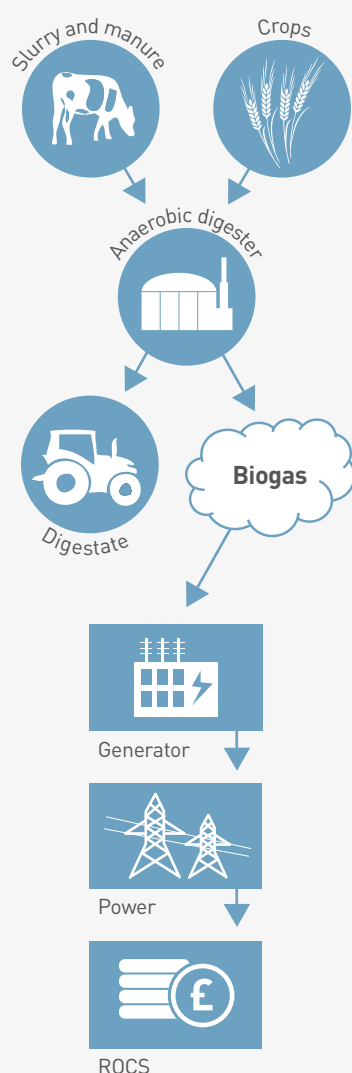 Slurry and manure
Crops
Anaerobic digester
Digestate
Biogas
Generator
Power
£
ROCS